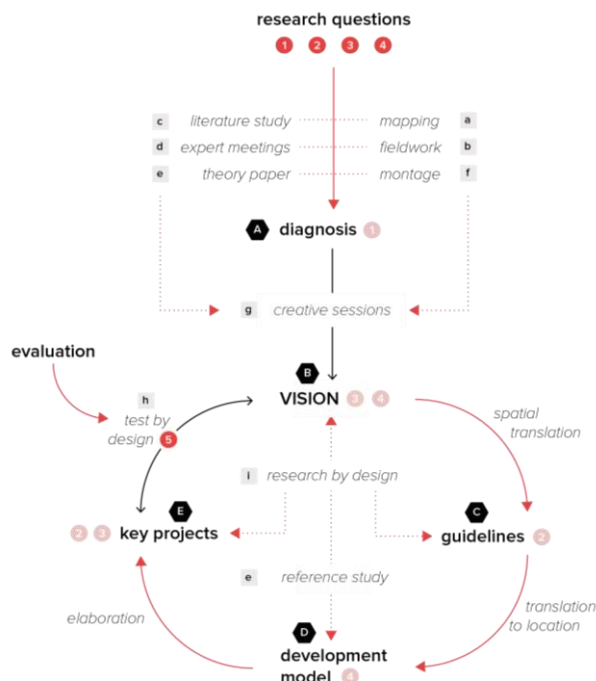 research questions
1 2 3 4
c literature study mapping a
d expert meetings fieldwork b
e theory paper montage f
A diagnosis 1
g creative sessions
evaluation
B
h
VISION 3 4
test by
design 5
spatial
translation
i research by design
E
C
2 3 key projects
guidelines 2
e reference study
elaboration
translation
to location
D
development
model 4